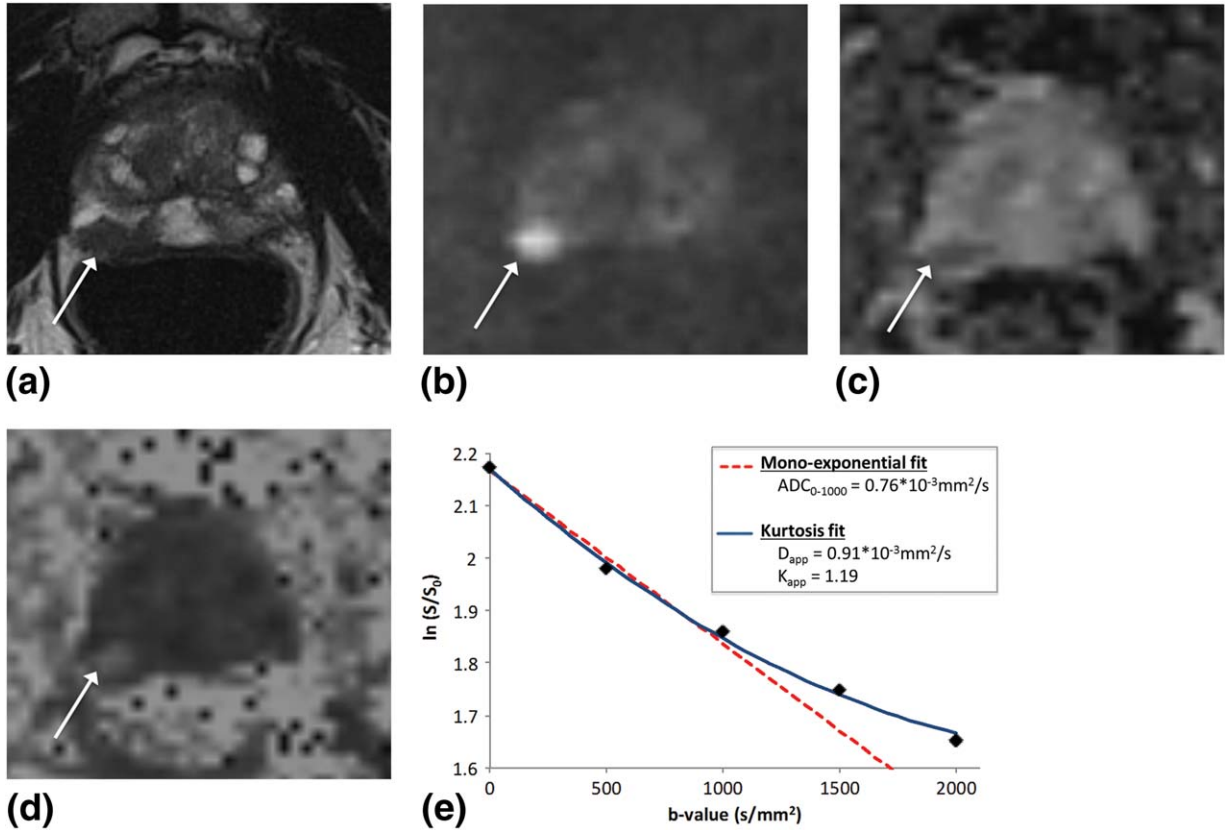 (a)
(b)
(c)
(d)
(e)
2.2
2.1
2
1.9
1.8
1.7
1.6
ln (S/S₀)
Mono-exponential fit
ADC₀₋₁₀₀₀ = 0.76*10⁻³mm²/s
Kurtosis fit
Dₐₚₚ = 0.91*10⁻³mm²/s
Kₐₚₚ = 1.19
0 500 1000 1500 2000
b-value (s/mm²)